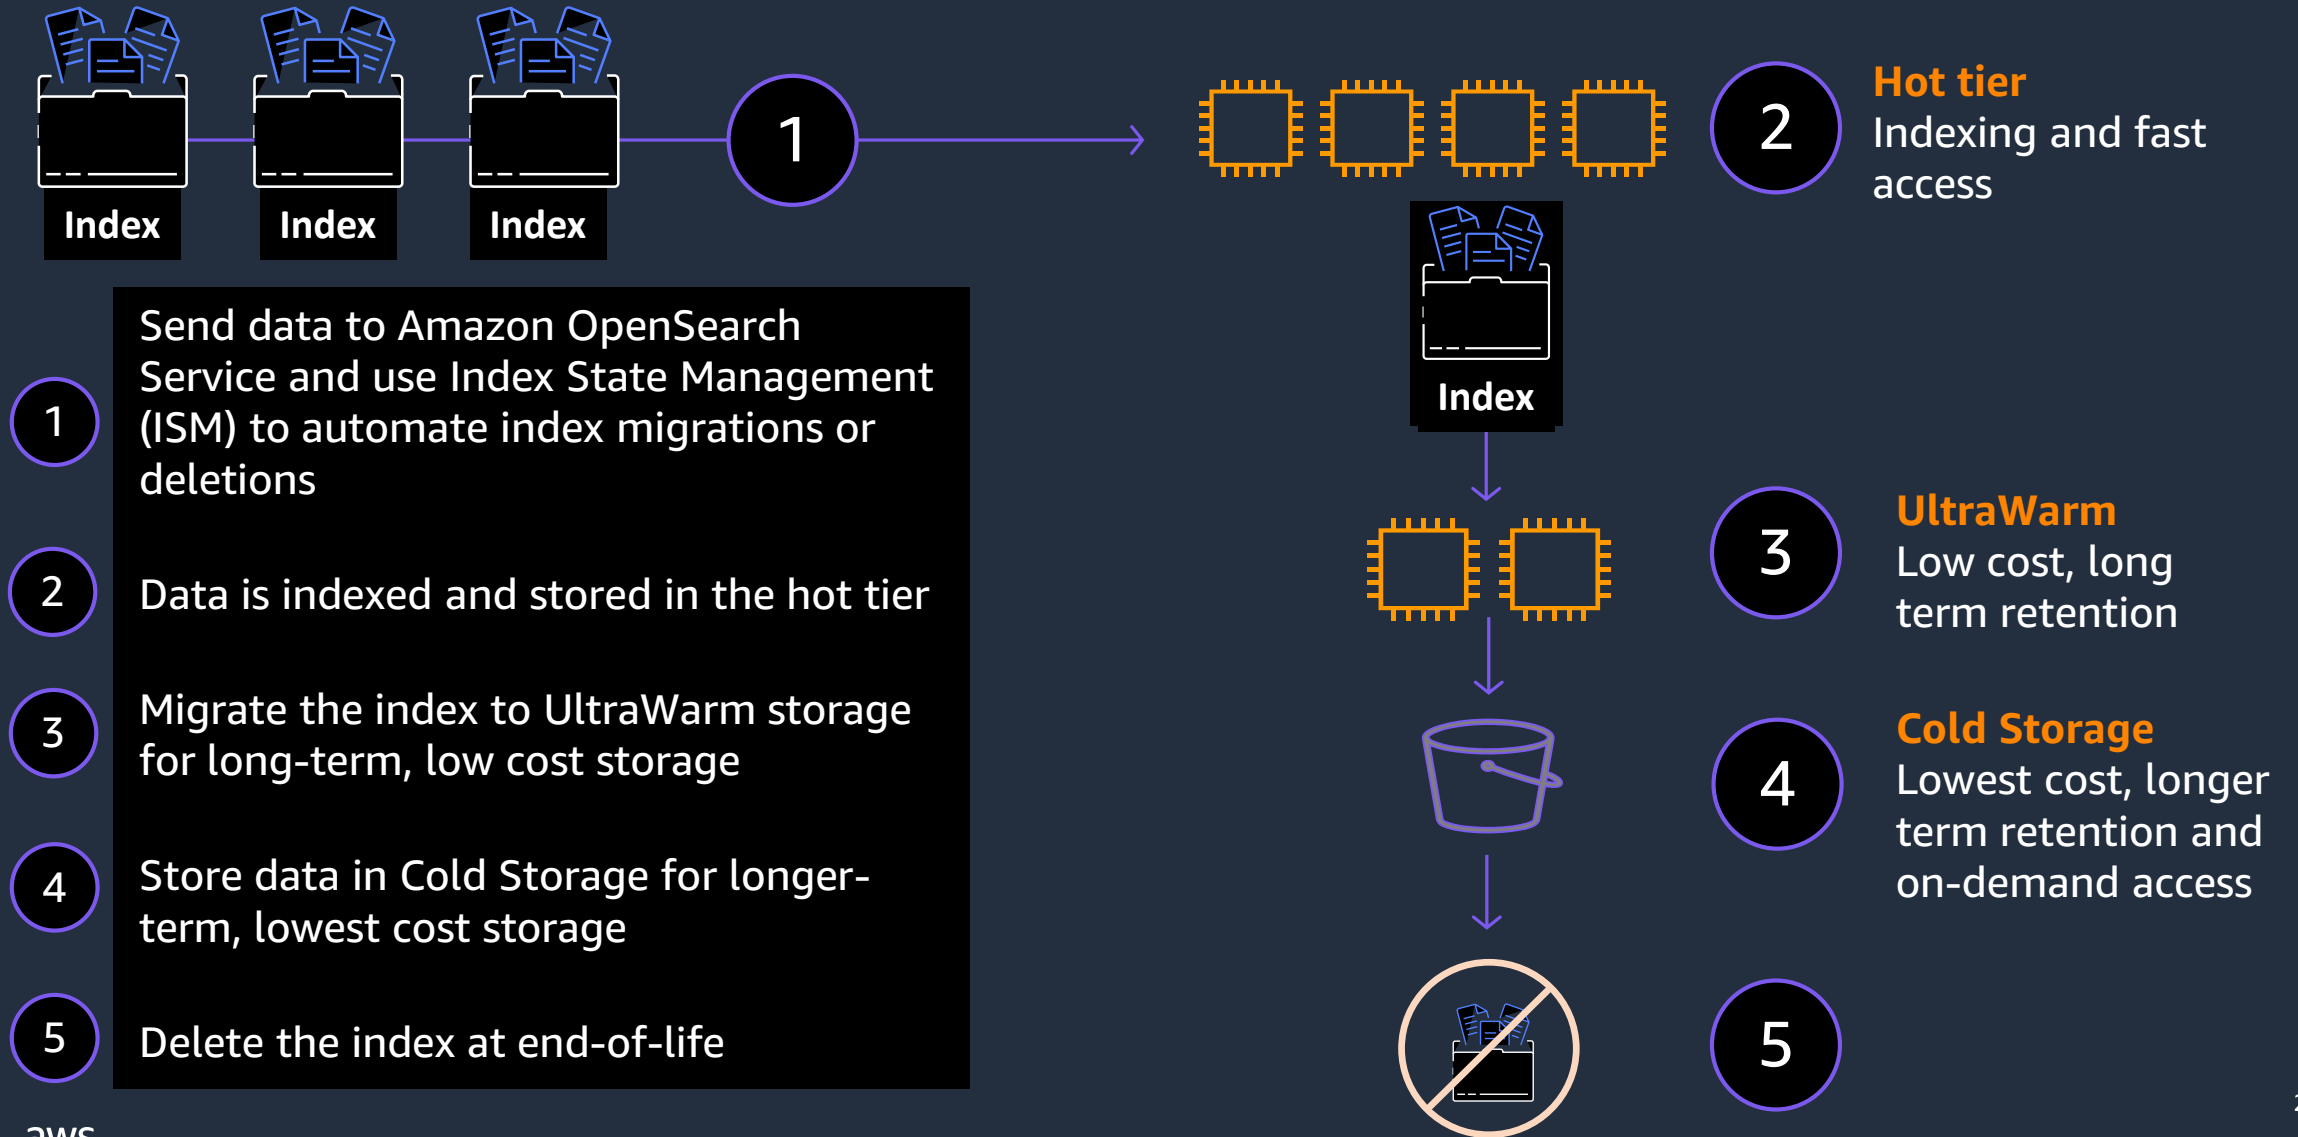 Index
Index
Index
1
2
Hot tier
Indexing and fast
access
Index
1
Send data to Amazon OpenSearch
Service and use Index State Management
(ISM) to automate index migrations or
deletions
2
Data is indexed and stored in the hot tier
3
Migrate the index to UltraWarm storage
for long-term, low cost storage
4
Store data in Cold Storage for longer-
term, lowest cost storage
5
Delete the index at end-of-life
3
UltraWarm
Low cost, long
term retention
4
Cold Storage
Lowest cost, longer
term retention and
on-demand access
5
aws